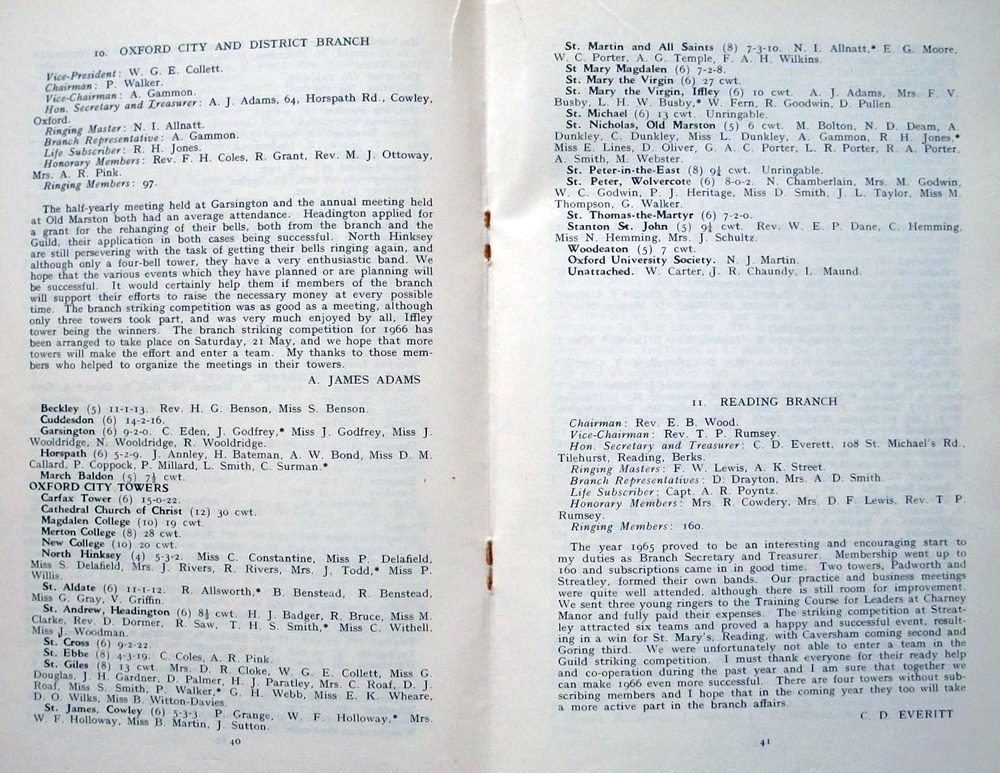 10. OXFORD CITY AND DISTRICT BRANCH
Vice-President: W. G. E. Collett.
Chairman: P. Walker.
Vice-Chairman: A. Gammon.
Hon. Secretary and Treasurer: A. J. Adams, 64, Horspath Rd., Cowley,
Oxford.
Ringing Master: N. I. Allnatt.
Branch Representative: A. Gammon.
Life Subscriber: R. H. Jones.
Honorary Members: Rev. F. H. Coles, R. Grant, Rev. M. J. Ottoway,
Mrs. A. R. Pink.
Ringing Members: 97.
The half-yearly meeting held at Garsington and the annual meeting held
at Old Marston both had an average attendance. Headington applied for
a grant for the rehanging of their bells, both from the branch and the
Guild, their application in both cases being successful. North Hinksey
are still persevering with the task of getting their bells ringing again, and
although only a four-bell tower, they have a very enthusiastic band. We
hope that the various events which they have planned or are planning will
be successful. It would certainly help them if members of the branch
will support their efforts to raise the necessary money at every possible
time. The branch striking competition was as good as a meeting, although
only three towers took part, and was very much enjoyed by all, Iffley
tower being the winners. The branch striking competition for 1966 has
been arranged to take place on Saturday, 21 May, and we hope that more
towers will make the effort and enter a team. My thanks to those mem-
bers who helped to organize the meetings in their towers.
A. JAMES ADAMS
Beckley (5) 11-1-13. Rev. H. G. Benson, Miss S. Benson.
Cuddesdon (6) 14-2-16.
Garsington (6) 9-2-0. C. Eden, J. Godfrey,* Miss J. Godfrey, Miss J.
Wooldridge, N. Wooldridge, R. Wooldridge.
Horspath (6) 5-2-9. J. Annley, H. Bateman, A. W. Bond, Miss D. M.
Callard, P. Coppock, P. Millard, L. Smith, C. Surman.*
March Baldon (5) 7½ cwt.
OXFORD CITY TOWERS
Carfax Tower (6) 15-0-22.
Cathedral Church of Christ (12) 30 cwt.
Magdalen College (10) 19 cwt.
Merton College (8) 28 cwt.
New College (10) 20 cwt.
North Hinksey (4) 5-3-2. Miss C. Constantine, Miss P. Delafield,
Miss S. Delafield, Mrs. J. Rivers, R. Rivers, Mrs. J. Todd,* Miss P.
Willis.
St. Aldate (6) 11-1-12. R. Allsworth,* B. Benstead, R. Benstead,
Miss G. Gray, V. Griffin.
St. Andrew, Headington (6) 8½ cwt. H. J. Badger, R. Bruce, Miss M.
Clarke, Rev. D. Dormer, R. Saw, T. H. S. Smith,* Miss C. Withell,
Miss J. Woodman.
St. Cross (6) 9-2-22.
St. Ebbe (8) 4-3-19. C. Coles, A. R. Pink.
St. Giles (8) 13 cwt. Mrs. D. R. Cloke, W. G. E. Collett, Miss G.
Douglas, J. H. Gardner, D. Palmer, H. J. Paratley, Mrs. C. Roaf, D. J.
Roaf, Miss S. Smith, P. Walker,* G. H. Webb, Miss E. K. Wheare,
D. O. Wilks, Miss B. Witton-Davies.
St. James, Cowley (6) 5-3-3. P. Grange, W. F. Holloway,* Mrs.
W. F. Holloway, Miss B. Martin, J. Sutton.
40
St. Martin and All Saints (8) 7-3-10. N. I. Allnatt,* E. G. Moore,
W. C. Porter, A. G. Temple, F. A. H. Wilkins.
St Mary Magdalen (6) 7-2-8.
St. Mary the Virgin (6) 27 cwt.
St. Mary the Virgin, Iffley (6) 10 cwt. A. J. Adams, Mrs. F. V.
Busby, L. H. W. Busby,* W. Fern, R. Goodwin, D. Pullen.
St. Michael (6) 13 cwt. Unringable.
St. Nicholas, Old Marston (5) 6 cwt. M. Bolton, N. D. Deam, A.
Dunkley, C. Dunkley, Miss L. Dunkley, A. Gammon, R. H. Jones,*
Miss E. Lines, D. Oliver, G. A. C. Porter, L. R. Porter, R. A. Porter,
A. Smith, M. Webster.
St. Peter-in-the-East (8) 9¼ cwt. Unringable.
St. Peter, Wolvercote (6) 8-0-2. N. Chamberlain, Mrs. M. Godwin,
W. C. Godwin, P. J. Heritage, Miss D. Smith, J. L. Taylor, Miss M.
Thompson, G. Walker.
St. Thomas-the-Martyr (6) 7-2-0.
Stanton St. John (5) 9¼ cwt. Rev. W. E. P. Dane, C. Hemming,
Miss N. Hemming, Mrs. J. Schultz.
Woodeaton (5) 7 cwt.
Oxford University Society. N. J. Martin.
Unattached. W. Carter, J. R. Chaundy, L. Maund.
11. READING BRANCH
Chairman: Rev. E. B. Wood.
Vice-Chairman: Rev. T. P. Rumsey.
Hon. Secretary and Treasurer: C. D. Everett, 108 St. Michael's Rd.,
Tilehurst, Reading, Berks.
Ringing Masters: F. W. Lewis, A. K. Street.
Branch Representatives: D. Drayton, Mrs. A. D. Smith.
Life Subscriber: Capt. A. R. Poyntz.
Honorary Members: Mrs. R. Cowdery, Mrs. D. F. Lewis, Rev. T. P.
Rumsey.
Ringing Members: 160.
The year 1965 proved to be an interesting and encouraging start to
my duties as Branch Secretary and Treasurer. Membership went up to
160 and subscriptions came in in good time. Two towers, Padworth and
Streatley, formed their own bands. Our practice and business meetings
were quite well attended, although there is still room for improvement.
We sent three young ringers to the Training Course for Leaders at Charney
Manor and fully paid their expenses. The striking competition at Streat-
ley attracted six teams and proved a happy and successful event, result-
ing in a win for St. Mary's, Reading, with Caversham coming second and
Goring third. We were unfortunately not able to enter a team in the
Guild striking competition. I must thank everyone for their ready help
and co-operation during the past year and I am sure that together we
can make 1966 even more successful. There are four towers without sub-
scribing members and I hope that in the coming year they too will take
a more active part in the branch affairs.
C. D. EVERITT
41